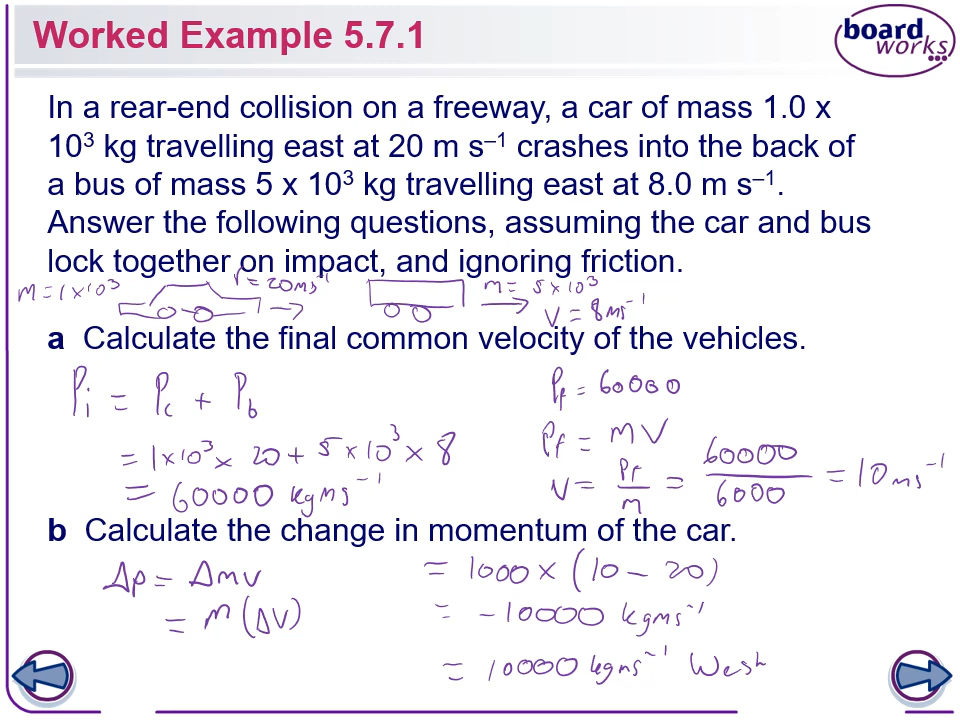 Worked Example 5.7.1
board
works
In a rear-end collision on a freeway, a car of mass 1.0 x
10³ kg travelling east at 20 m s⁻¹ crashes into the back of
a bus of mass 5 x 10³ kg travelling east at 8.0 m s⁻¹.
Answer the following questions, assuming the car and bus
lock together on impact, and ignoring friction.
m=1×10³ V=20ms⁻¹ m= 5×10³
V = 8ms⁻¹
a Calculate the final common velocity of the vehicles.
Pi = Pc + Pb
= 1×10³ × 20 + 5×10³ × 8
= 60000 kgms⁻¹
Pf = 60000
Pf = mV
V = Pf/m = 60000/6000 = 10ms⁻¹
b Calculate the change in momentum of the car.
Δp = Δmv
= m(ΔV)
= 1000 × (10 − 20)
= −10000 kgms⁻¹
= 10000 kgms⁻¹ West